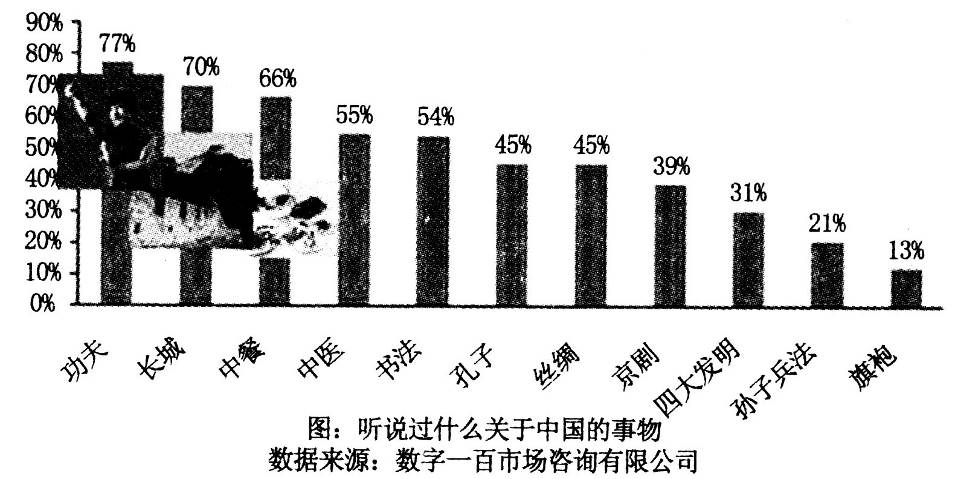 90%
80%
70%
60%
50%
40%
30%
20%
10%
0%
77%
70%
66%
55%
54%
45%
45%
39%
31%
21%
13%
功夫
长城
中餐
中医
书法
孔子
丝绸
京剧
四大发明
孙子兵法
旗袍
图：听说过什么关于中国的事物
数据来源：数字一百市场咨询有限公司